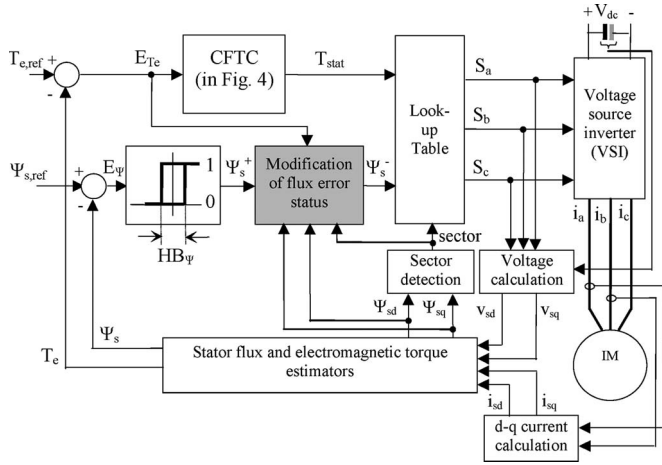 + V_dc -
T_e,ref
+
-
E_Te
CFTC
(in Fig. 4)
T_stat
Look-
up
Table
S_a
S_b
S_c
Voltage
source
inverter
(VSI)
Ψ_s,ref
+
-
E_Ψ
1
0
HB_Ψ
Ψ_s^+
Modification
of flux error
status
Ψ_s^-
sector
i_a
i_b
i_c
Sector
detection
Voltage
calculation
Ψ_sd
Ψ_sq
v_sd
v_sq
Ψ_s
T_e
Stator flux and electromagnetic torque
estimators
IM
i_sd
i_sq
d-q current
calculation